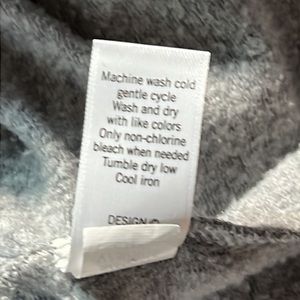 Machine wash cold
gentle cycle
Wash and dry
with like colors
Only non-chlorine
bleach when needed
Tumble dry low
Cool iron
DESIGN ©